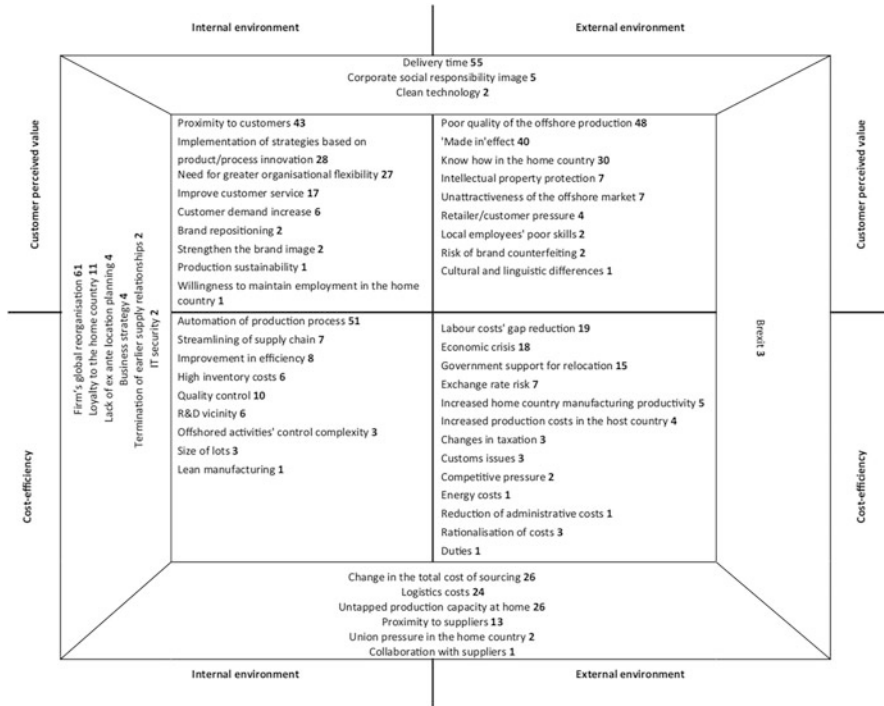 Internal environment
External environment
Delivery time 55
Corporate social responsibility image 5
Clean technology 2
Customer perceived value
Proximity to customers 43
Implementation of strategies based on
product/process innovation 28
Need for greater organisational flexibility 27
Improve customer service 17
Customer demand increase 6
Brand repositioning 2
Strengthen the brand image 2
Production sustainability 1
Willingness to maintain employment in the home
country 1
Poor quality of the offshore production 48
'Made in'effect 40
Know how in the home country 30
Intellectual property protection 7
Unattractiveness of the offshore market 7
Retailer/customer pressure 4
Local employees' poor skills 2
Risk of brand counterfeiting 2
Cultural and linguistic differences 1
Customer perceived value
Firm's global reorganisation 61
Loyalty to the home country 11
Lack of ex ante location planning 4
Business strategy 4
Termination of earlier supply relationships 2
IT security 2
Brexit 3
Cost-efficiency
Automation of production process 51
Streamlining of supply chain 7
Improvement in efficiency 8
High inventory costs 6
Quality control 10
R&D vicinity 6
Offshored activities' control complexity 3
Size of lots 3
Lean manufacturing 1
Labour costs' gap reduction 19
Economic crisis 18
Government support for relocation 15
Exchange rate risk 7
Increased home country manufacturing productivity 5
Increased production costs in the host country 4
Changes in taxation 3
Customs issues 3
Competitive pressure 2
Energy costs 1
Reduction of administrative costs 1
Rationalisation of costs 3
Duties 1
Cost-efficiency
Change in the total cost of sourcing 26
Logistics costs 24
Untapped production capacity at home 26
Proximity to suppliers 13
Union pressure in the home country 2
Collaboration with suppliers 1
Internal environment
External environment